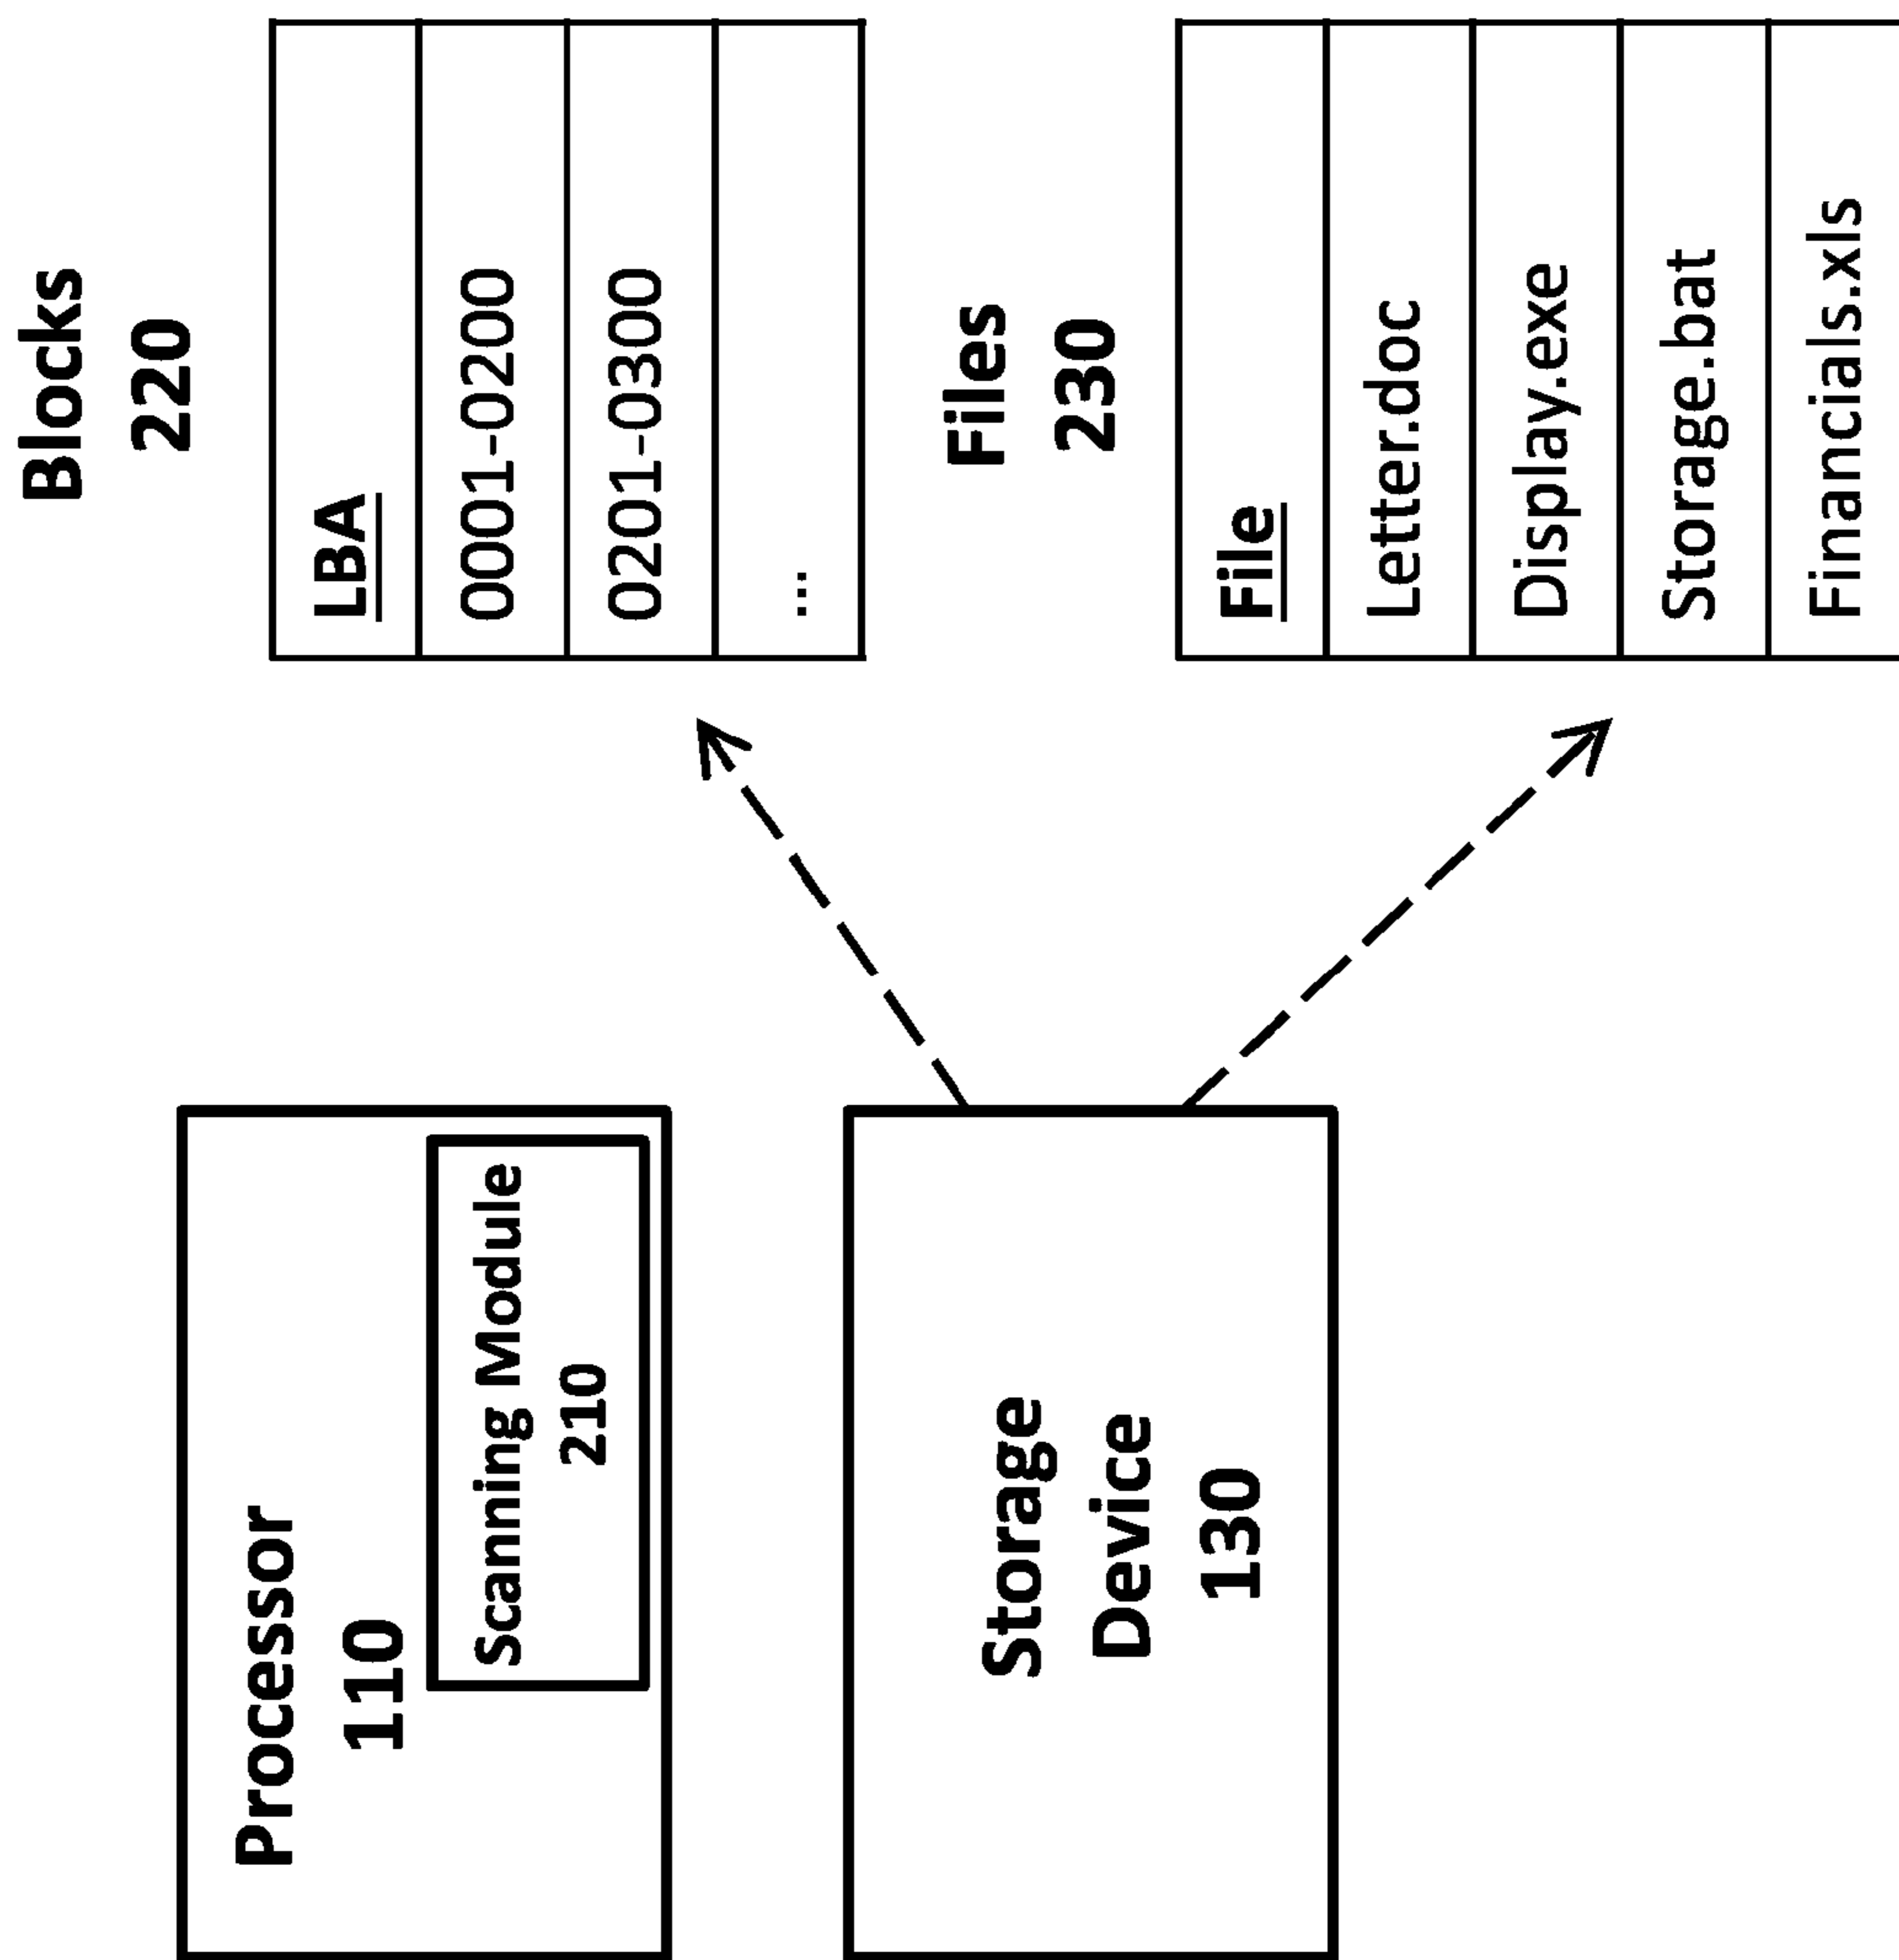 Processor
110
Scanning Module
210
Storage
Device
130
Blocks
220
LBA
0001-0200
0201-0300
...
Files
230
File
Letter.doc
Display.exe
Storage.bat
Financials.xls